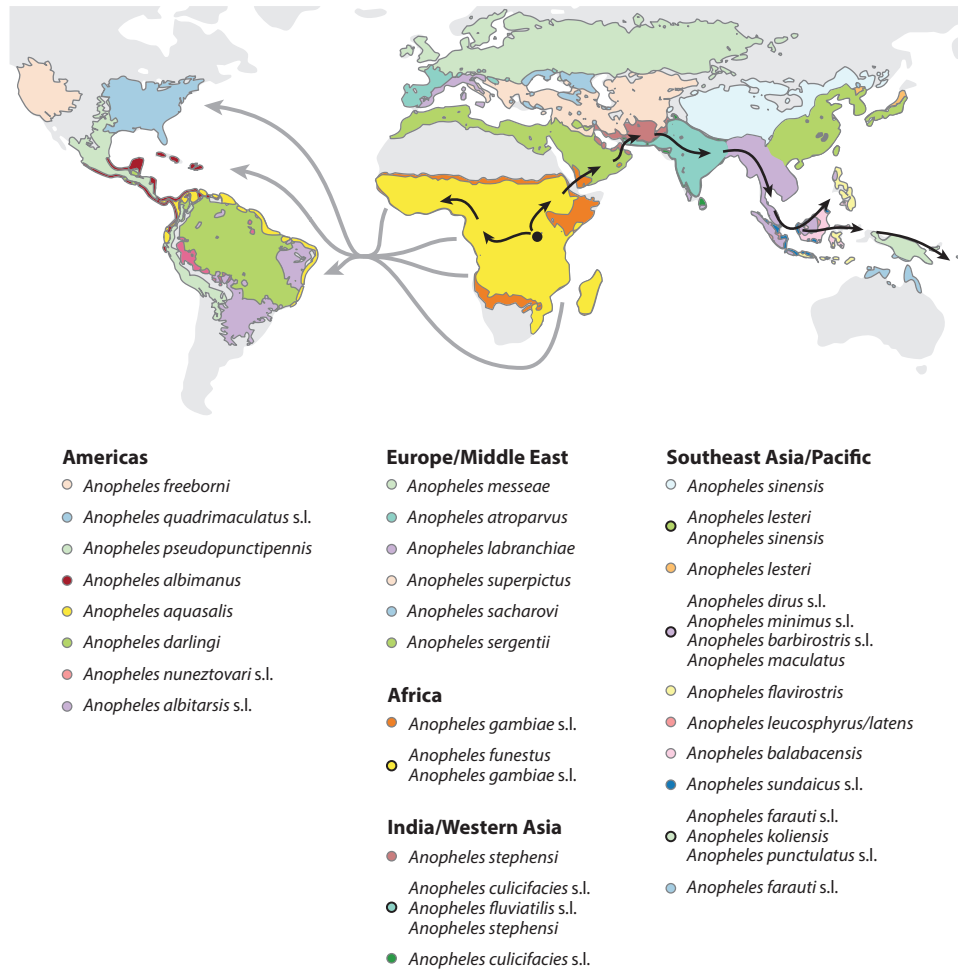 Americas
Anopheles freeborni
Anopheles quadrimaculatus s.l.
Anopheles pseudopunctipennis
Anopheles albimanus
Anopheles aquasalis
Anopheles darlingi
Anopheles nuneztovari s.l.
Anopheles albitarsis s.l.
Europe/Middle East
Anopheles messeae
Anopheles atroparvus
Anopheles labranchiae
Anopheles superpictus
Anopheles sacharovi
Anopheles sergentii
Africa
Anopheles gambiae s.l.
Anopheles funestus
Anopheles gambiae s.l.
India/Western Asia
Anopheles stephensi
Anopheles culicifacies s.l.
Anopheles fluviatilis s.l.
Anopheles stephensi
Anopheles culicifacies s.l.
Southeast Asia/Pacific
Anopheles sinensis
Anopheles lesteri
Anopheles sinensis
Anopheles lesteri
Anopheles dirus s.l.
Anopheles minimus s.l.
Anopheles barbirostris s.l.
Anopheles maculatus
Anopheles flavirostris
Anopheles leucosphyrus/latens
Anopheles balabacensis
Anopheles sundaicus s.l.
Anopheles farauti s.l.
Anopheles koliensis
Anopheles punctulatus s.l.
Anopheles farauti s.l.